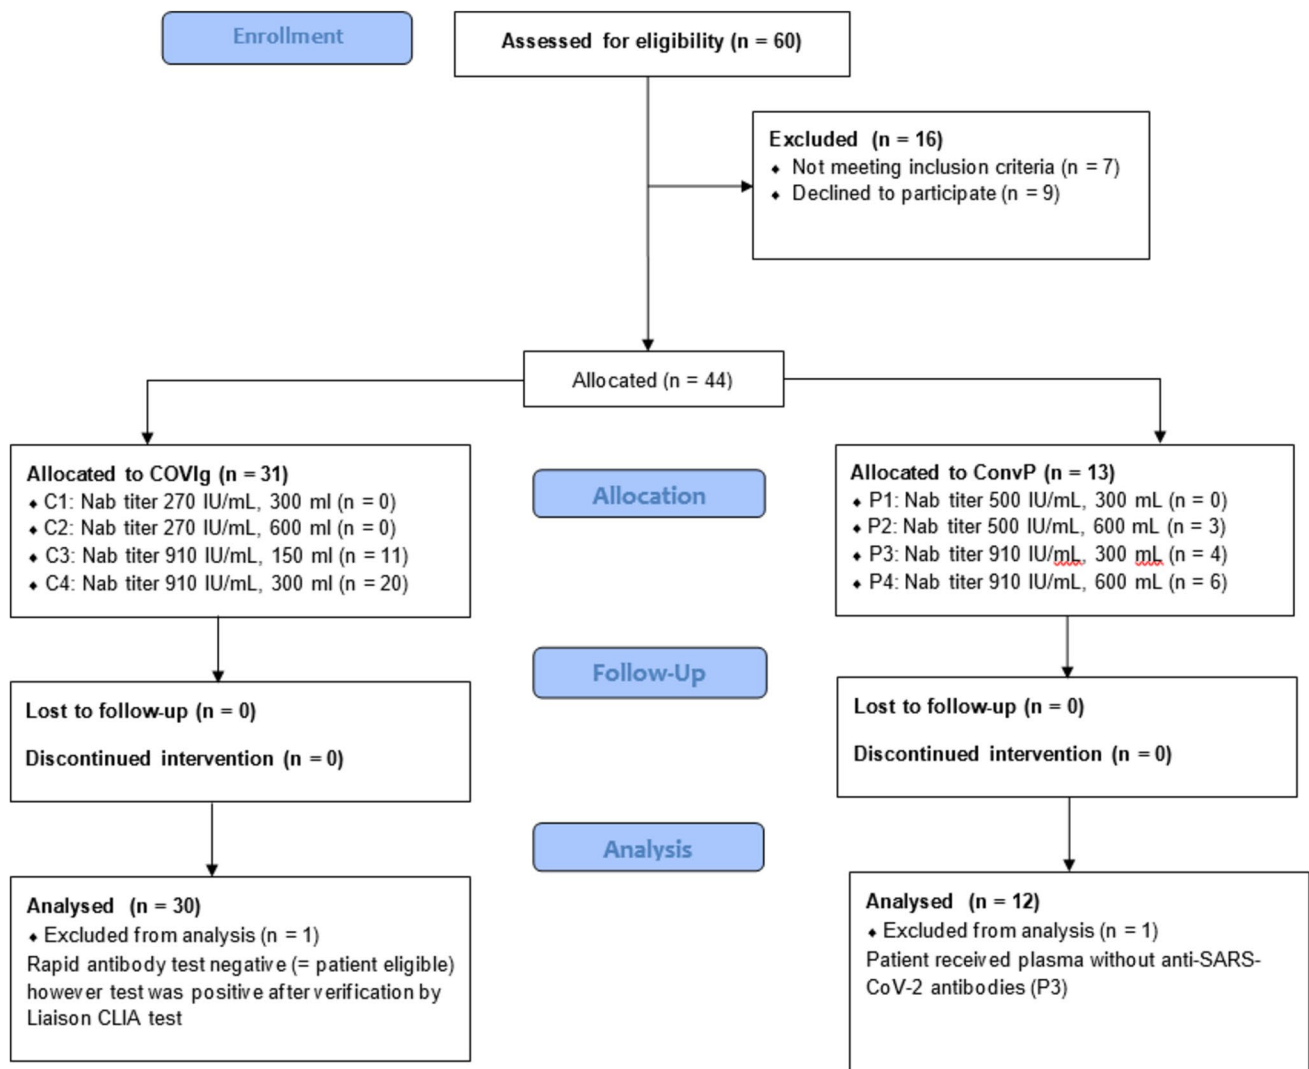 Enrollment
Assessed for eligibility (n = 60)
Excluded (n = 16)
⬥ Not meeting inclusion criteria (n = 7)
⬥ Declined to participate (n = 9)
Allocated (n = 44)
Allocated to COVIg (n = 31)
⬥ C1: Nab titer 270 IU/mL, 300 ml (n = 0)
⬥ C2: Nab titer 270 IU/mL, 600 ml (n = 0)
⬥ C3: Nab titer 910 IU/mL, 150 ml (n = 11)
⬥ C4: Nab titer 910 IU/mL, 300 ml (n = 20)
Allocation
Allocated to ConvP (n = 13)
⬥ P1: Nab titer 500 IU/mL, 300 mL (n = 0)
⬥ P2: Nab titer 500 IU/mL, 600 mL (n = 3)
⬥ P3: Nab titer 910 IU/mL, 300 mL (n = 4)
⬥ P4: Nab titer 910 IU/mL, 600 mL (n = 6)
Follow-Up
Lost to follow-up (n = 0)
Discontinued intervention (n = 0)
Lost to follow-up (n = 0)
Discontinued intervention (n = 0)
Analysis
Analysed (n = 30)
⬥ Excluded from analysis (n = 1)
Rapid antibody test negative (= patient eligible)
however test was positive after verification by
Liaison CLIA test
Analysed (n = 12)
⬥ Excluded from analysis (n = 1)
Patient received plasma without anti-SARS-
CoV-2 antibodies (P3)